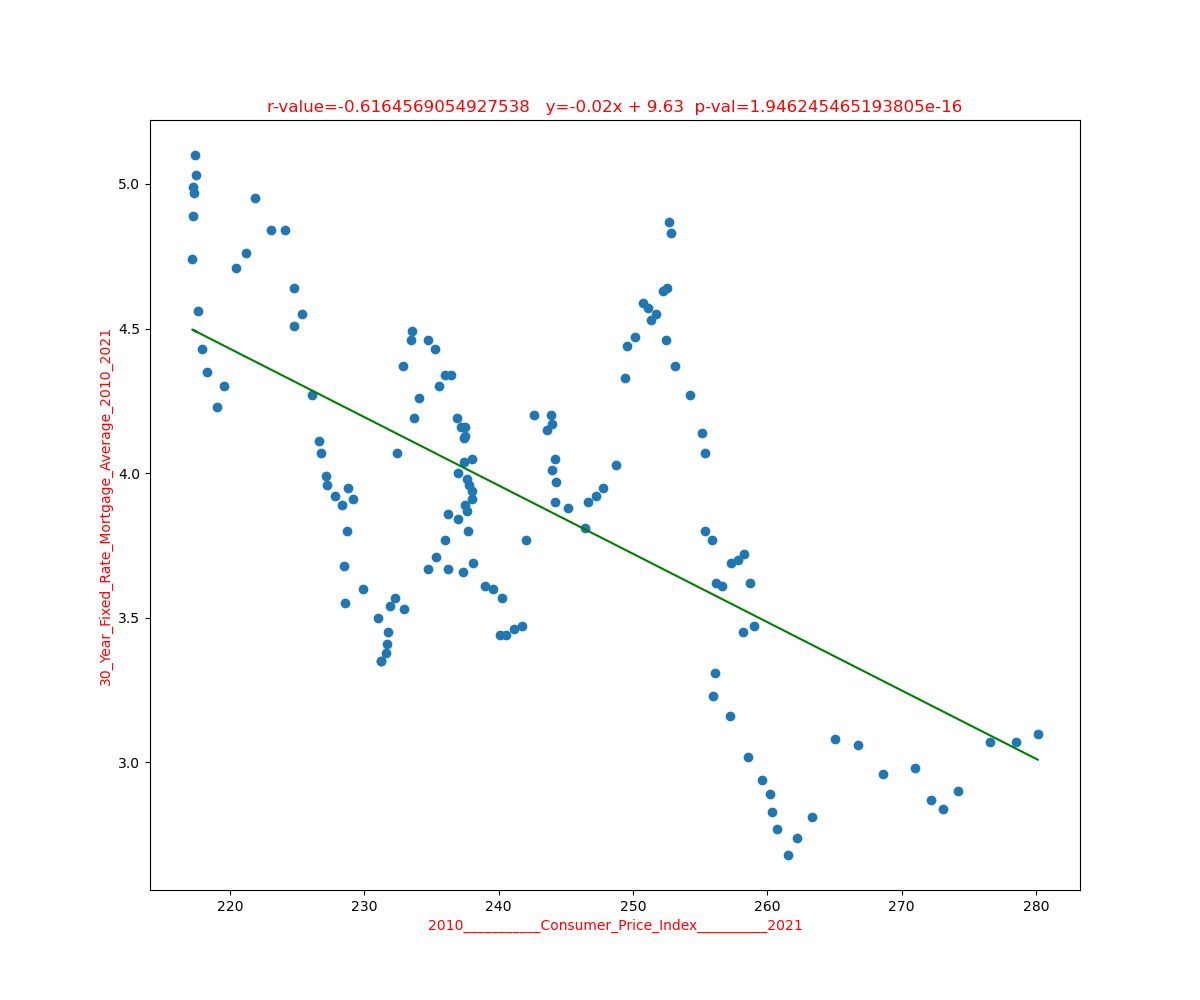 r-value=-0.6164569054927538   y=-0.02x + 9.63  p-val=1.946245465193805e-16
30_Year_Fixed_Rate_Mortgage_Average_2010_2021
5.0
4.5
4.0
3.5
3.0
220 230 240 250 260 270 280
2010___________Consumer_Price_Index__________2021